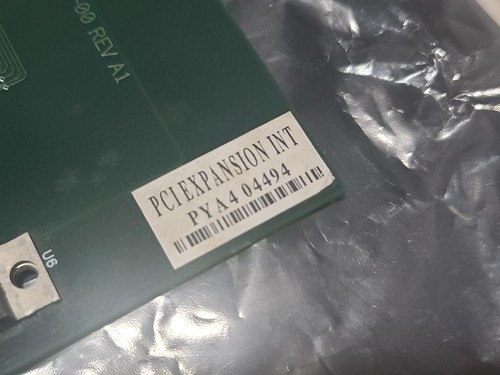 -00 REV A1
PCI EXPANSION INT
PYA4 04494
U6